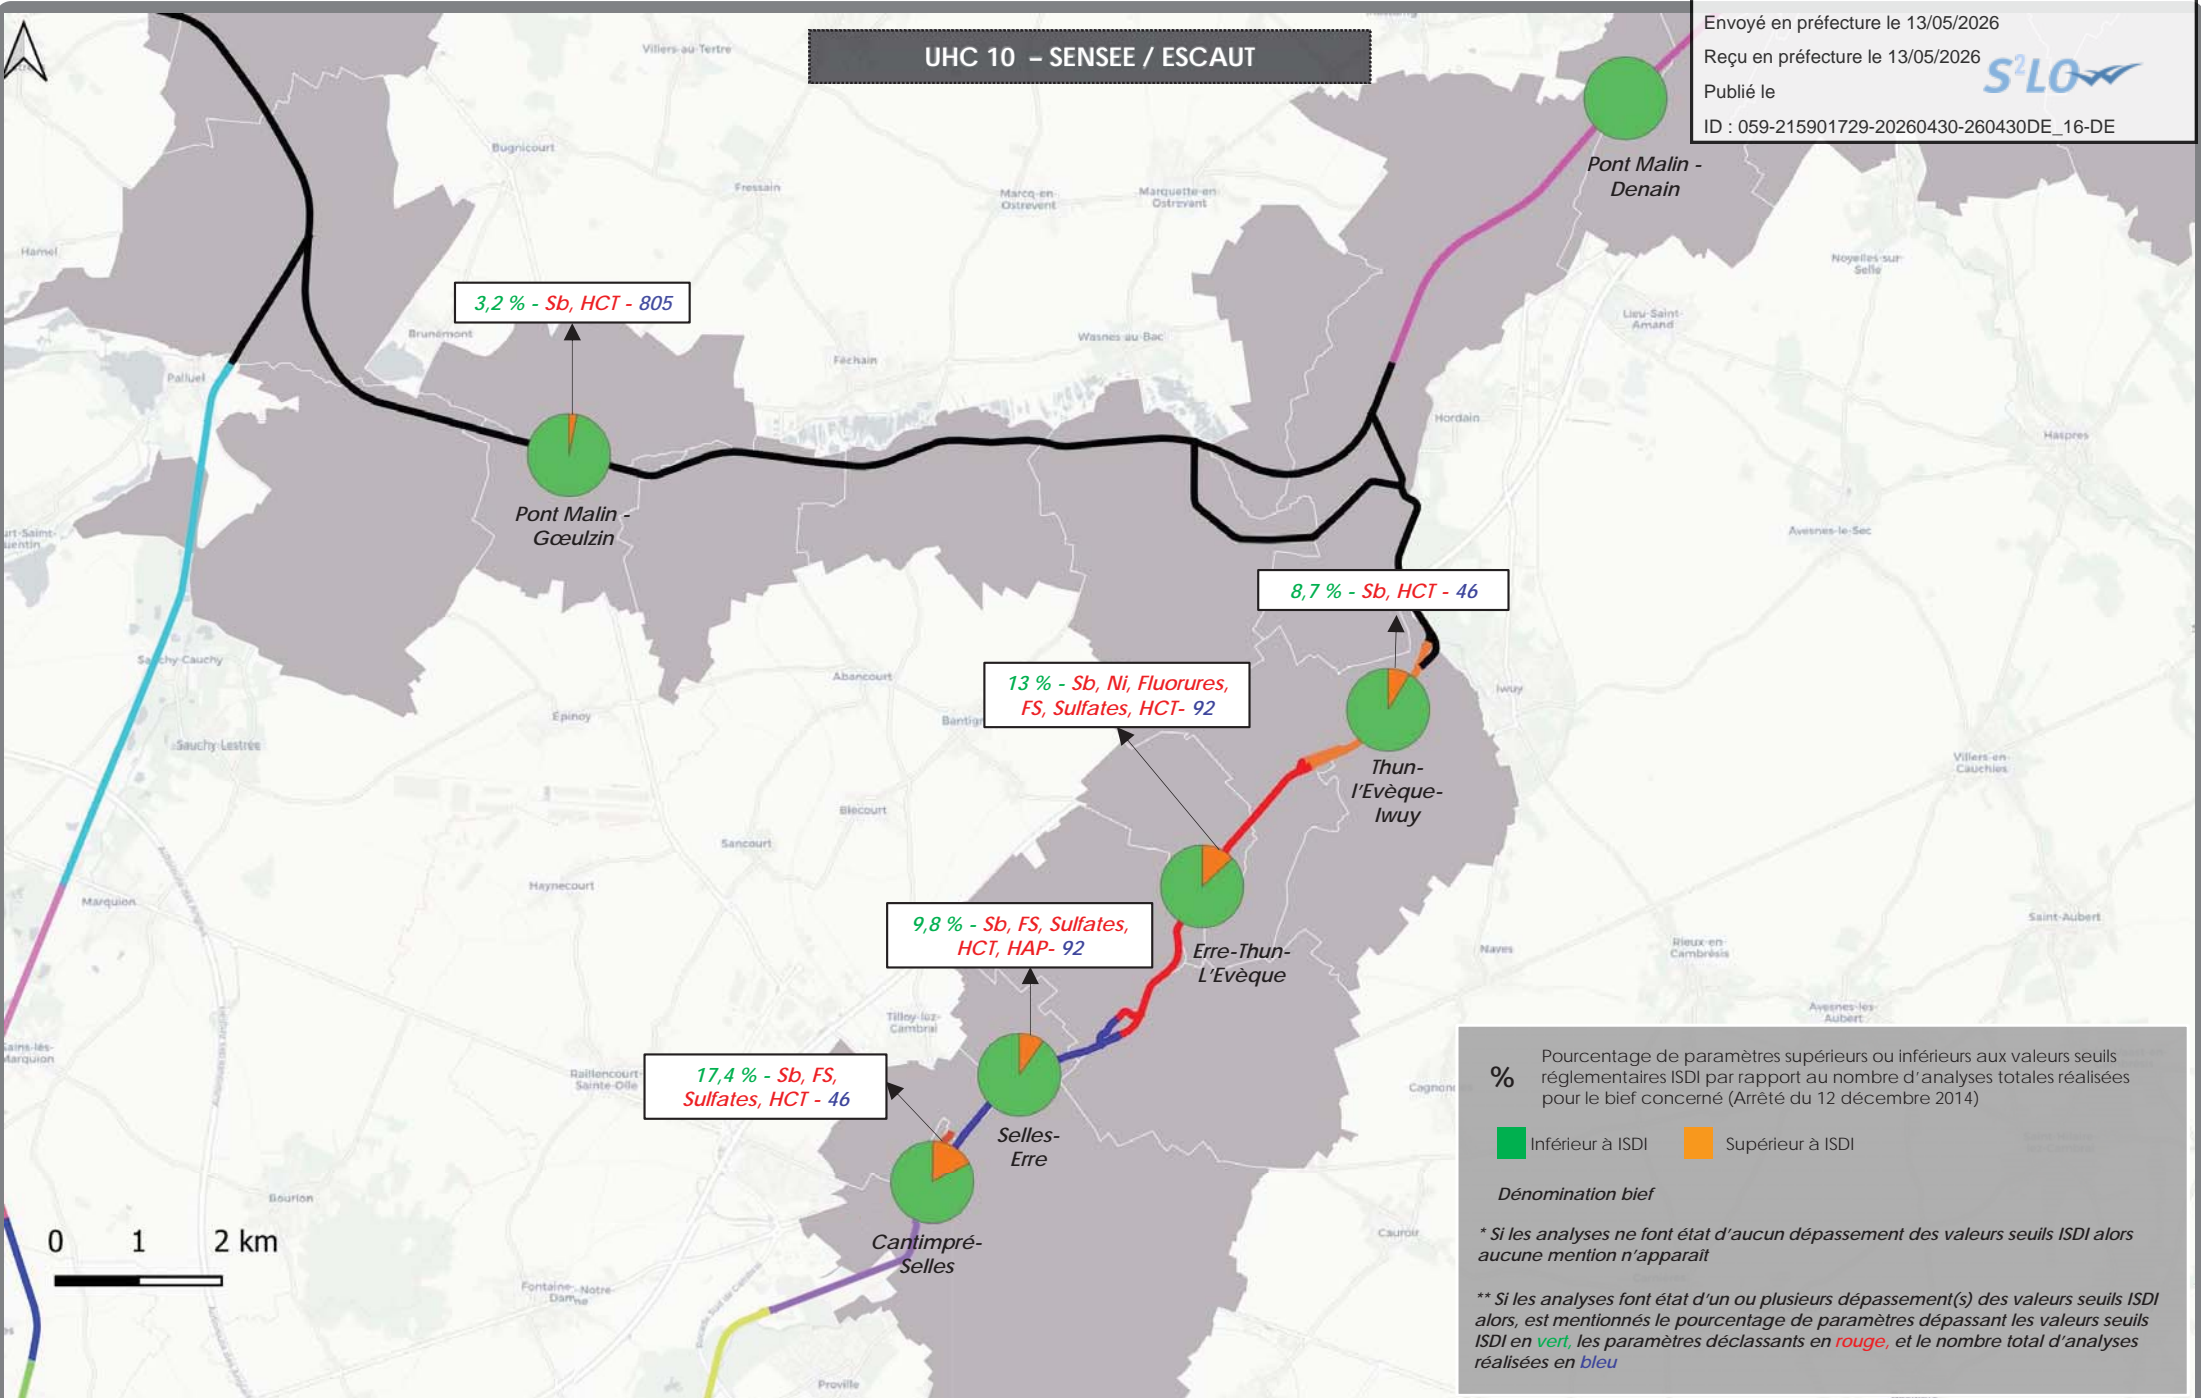 UHC 10 – SENSEE / ESCAUT
Envoyé en préfecture le 13/05/2026
Reçu en préfecture le 13/05/2026
S²LO
Publié le
ID : 059-215901729-20260430-260430DE_16-DE
Villers-au-Tertre
Bugnicourt
Fressain
Marcq-en-
Ostrevent
Marquette-en-
Ostrevant
Pont Malin -
Denain
Hamel
Noyelles-sur-
Selle
3,2 % - Sb, HCT - 805
Lieu-Saint-
Amand
Brunémont
Wasnes-au-Bac
Féchain
Palluel
Hordain
Haspres
Pont Malin -
Gœulzin
Avesnes-le-Sec
8,7 % - Sb, HCT - 46
Sauchy-Cauchy
Abancourt
13 % - Sb, Ni, Fluorures,
FS, Sulfates, HCT- 92
Iwuy
Épinoy
Sauchy-Lestrée
Thun-
l'Evèque-
Iwuy
Villers-en-
Cauchies
Blécourt
Sancourt
Haynecourt
Marquion
9,8 % - Sb, FS, Sulfates,
HCT, HAP- 92
Saint-Aubert
Erre-Thun-
L'Evèque
Naves
Rieux-en-
Cambrésis
Avesnes-les-
Aubert
Tilloy-lez-
Cambrai
Sains-lès-
Marquion
Raillencourt-
Sainte-Olle
17,4 % - Sb, FS,
Sulfates, HCT - 46
Selles-
Erre
Bourlon
Cauroir
Cantimpré-
Selles
0 1 2 km
Fontaine-Notre-
Dame
Proville
% Pourcentage de paramètres supérieurs ou inférieurs aux valeurs seuils
réglementaires ISDI par rapport au nombre d'analyses totales réalisées
pour le bief concerné (Arrêté du 12 décembre 2014)
Inférieur à ISDI Supérieur à ISDI
Dénomination bief
* Si les analyses ne font état d'aucun dépassement des valeurs seuils ISDI alors
aucune mention n'apparaît
** Si les analyses font état d'un ou plusieurs dépassement(s) des valeurs seuils ISDI
alors, est mentionnés le pourcentage de paramètres dépassant les valeurs seuils
ISDI en vert, les paramètres déclassants en rouge, et le nombre total d'analyses
réalisées en bleu